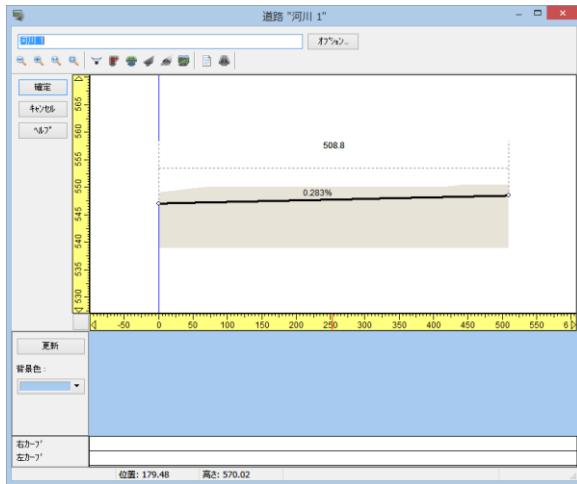 道路 "河川 1"
河川 1
オプション...
確定
キャンセル
ヘルプ
565
560
555
550
545
540
535
530
508.8
0.283%
-50 0 50 100 150 200 250 300 350 400 450 500 550 6
更新
背景色 :
右カーブ
左カーブ
位置: 179.48 高さ: 570.02